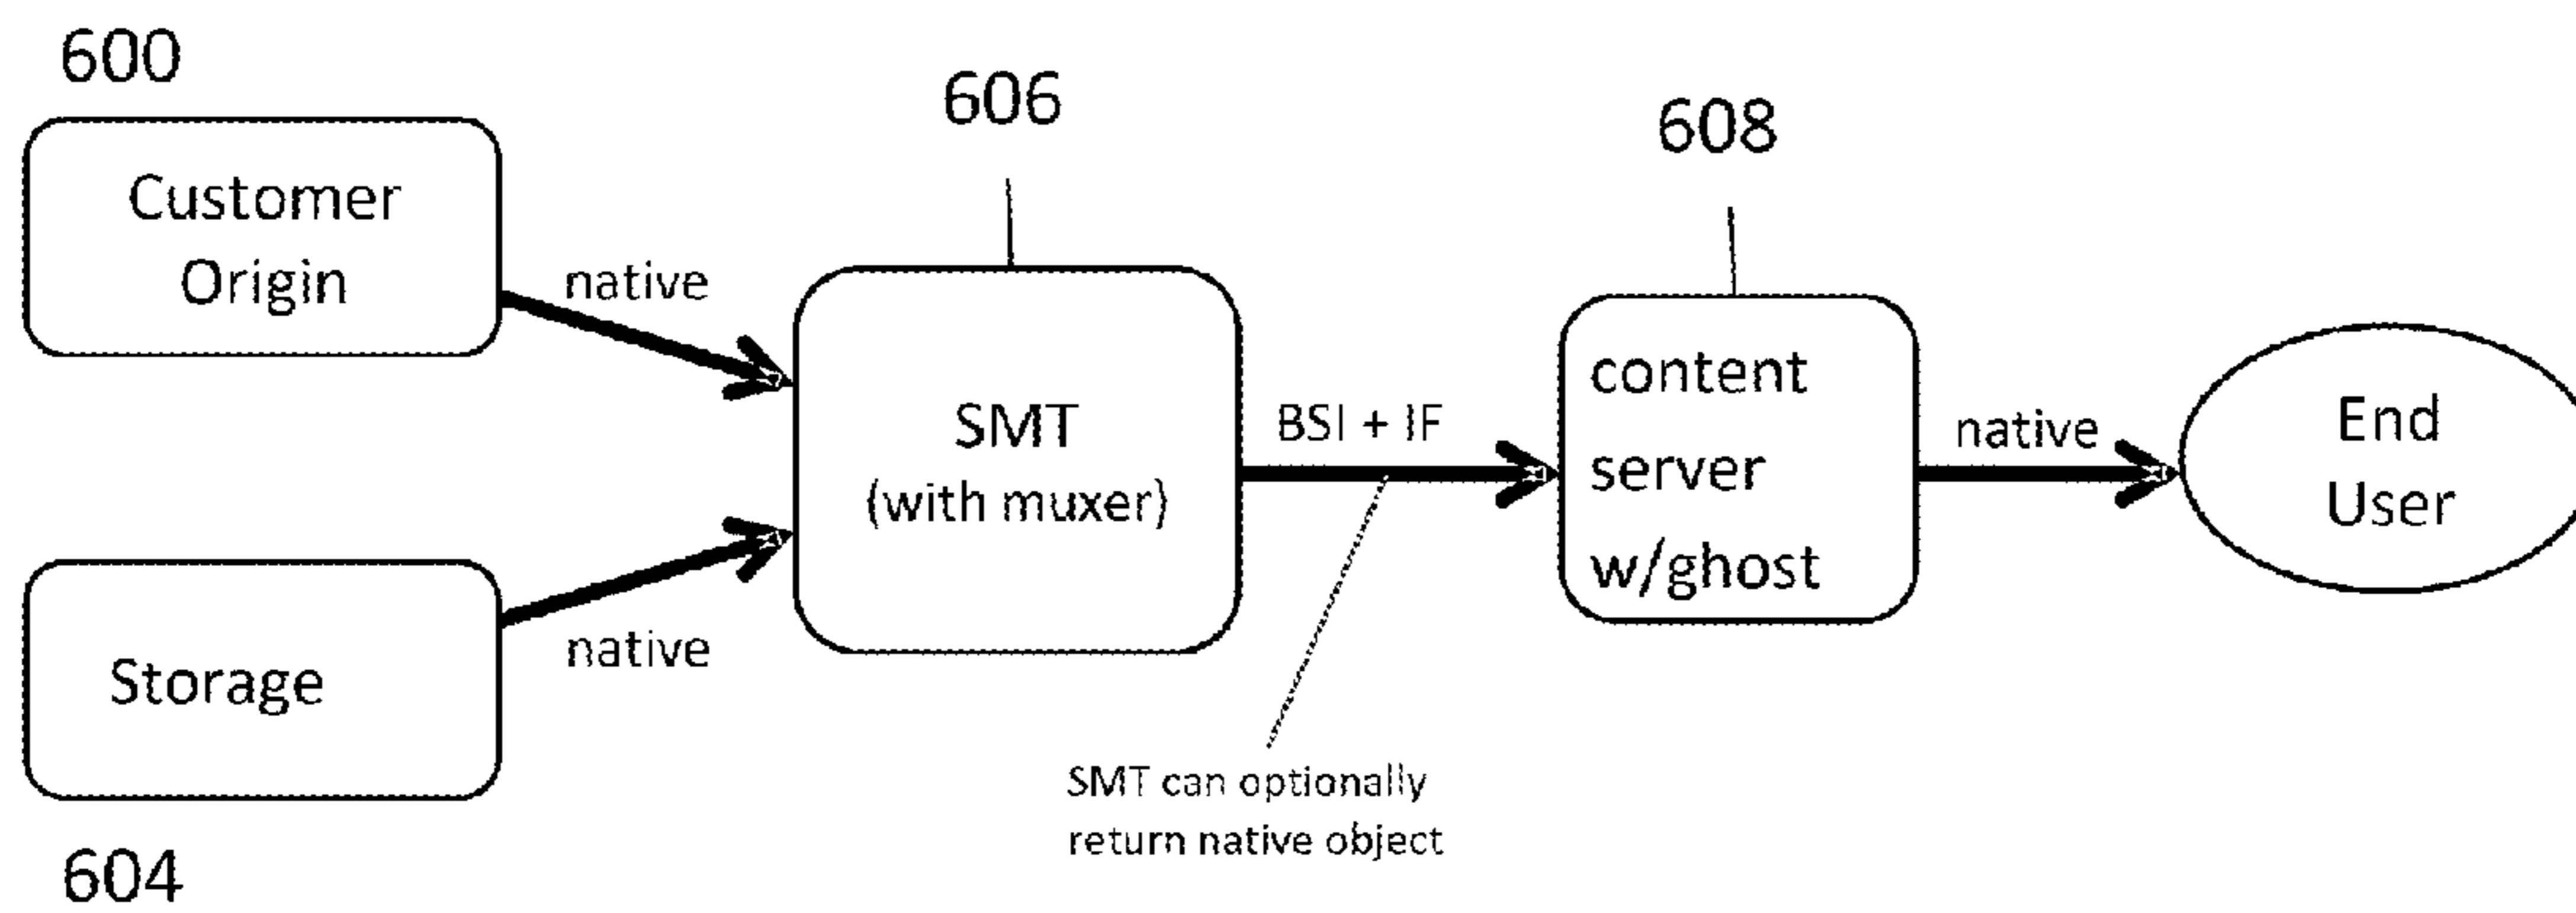 600
Customer
Origin
native
604
Storage
native
606
SMT
(with muxer)
BSI + IF
SMT can optionally
return native object
608
content
server
w/ghost
native
End
User